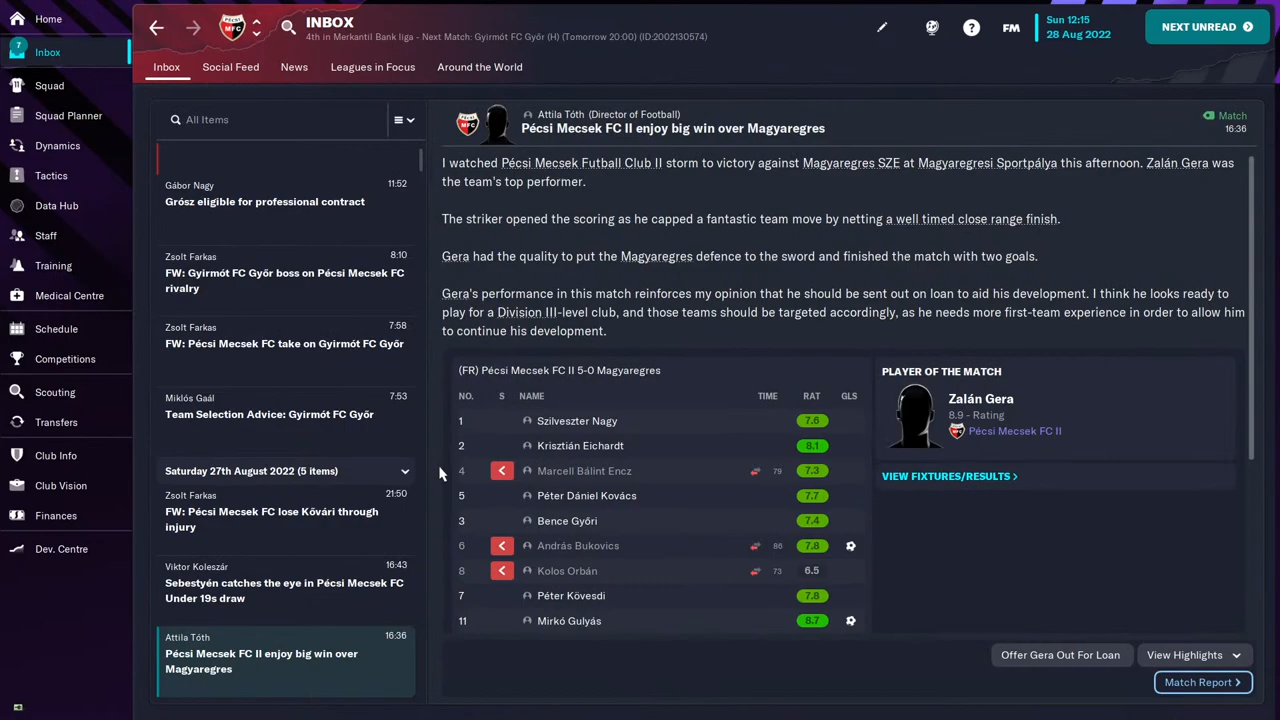 Home
INBOX
4th in Merkantil Bank liga - Next Match: Gyirmót FC Győr (H) (Tomorrow 20:00) (ID:2002130574)
FM
Sun 12:15
28 Aug 2022
NEXT UNREAD
7
Inbox
Squad
Squad Planner
Dynamics
Tactics
Data Hub
Staff
Training
Medical Centre
Schedule
Competitions
Scouting
Transfers
Club Info
Club Vision
Finances
Dev. Centre
Inbox
Social Feed
News
Leagues in Focus
Around the World
All Items
Gábor Nagy
11:52
Grósz eligible for professional contract
Zsolt Farkas
8:10
FW: Gyirmót FC Győr boss on Pécsi Mecsek FC
rivalry
Zsolt Farkas
7:58
FW: Pécsi Mecsek FC take on Gyirmót FC Győr
Miklós Gaál
7:53
Team Selection Advice: Gyirmót FC Győr
Saturday 27th August 2022 (5 items)
Zsolt Farkas
21:50
FW: Pécsi Mecsek FC lose Kővári through
injury
Viktor Koleszár
16:43
Sebestyén catches the eye in Pécsi Mecsek FC
Under 19s draw
Attila Tóth
16:36
Pécsi Mecsek FC II enjoy big win over
Magyaregres
Attila Tóth (Director of Football)
Pécsi Mecsek FC II enjoy big win over Magyaregres
Match
16:36
I watched Pécsi Mecsek Futball Club II storm to victory against Magyaregres SZE at Magyaregresi Sportpálya this afternoon. Zalán Gera was
the team's top performer.
The striker opened the scoring as he capped a fantastic team move by netting a well timed close range finish.
Gera had the quality to put the Magyaregres defence to the sword and finished the match with two goals.
Gera's performance in this match reinforces my opinion that he should be sent out on loan to aid his development. I think he looks ready to
play for a Division III-level club, and those teams should be targeted accordingly, as he needs more first-team experience in order to allow him
to continue his development.
(FR) Pécsi Mecsek FC II 5-0 Magyaregres
NO. S NAME TIME RAT GLS
1 Szilveszter Nagy 7.6
2 Krisztián Eichardt 8.1
4 Marcell Bálint Encz 79 7.3
5 Péter Dániel Kovács 7.7
3 Bence Győri 7.4
6 András Bukovics 86 7.8
8 Kolos Orbán 73 6.5
7 Péter Kövesdi 7.8
11 Mirkó Gulyás 8.7
PLAYER OF THE MATCH
Zalán Gera
8.9 - Rating
Pécsi Mecsek FC II
VIEW FIXTURES/RESULTS >
Offer Gera Out For Loan
View Highlights
Match Report >